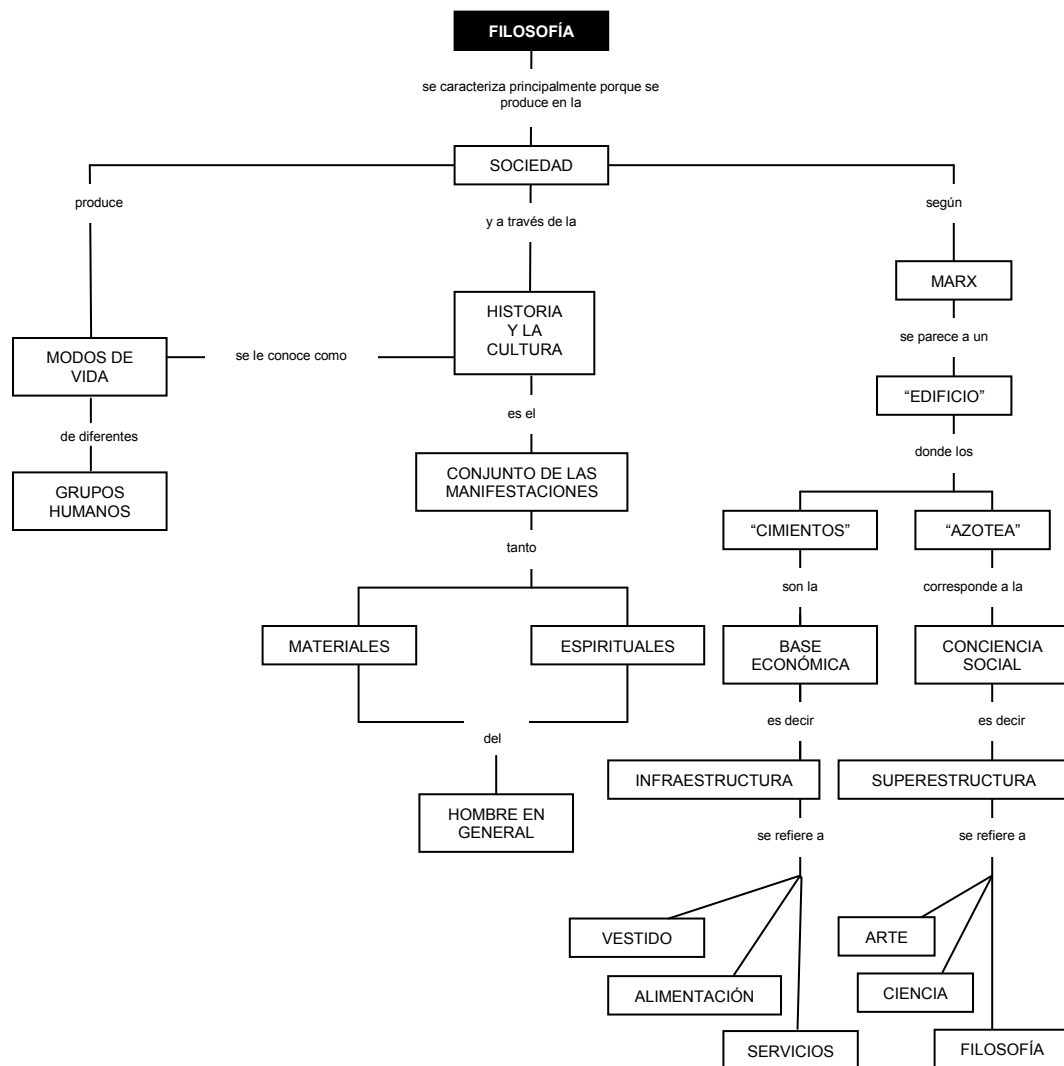 FILOSOFÍA
se caracteriza principalmente porque se
produce en la
SOCIEDAD
produce
y a través de la
según
MARX
HISTORIA
Y LA
CULTURA
se parece a un
MODOS DE
VIDA
se le conoce como
"EDIFICIO"
es el
de diferentes
donde los
CONJUNTO DE LAS
MANIFESTACIONES
GRUPOS
HUMANOS
"CIMIENTOS"
"AZOTEA"
tanto
son la
corresponde a la
MATERIALES
ESPIRITUALES
BASE
ECONÓMICA
CONCIENCIA
SOCIAL
es decir
es decir
del
INFRAESTRUCTURA
SUPERESTRUCTURA
HOMBRE EN
GENERAL
se refiere a
se refiere a
VESTIDO
ARTE
ALIMENTACIÓN
CIENCIA
SERVICIOS
FILOSOFÍA